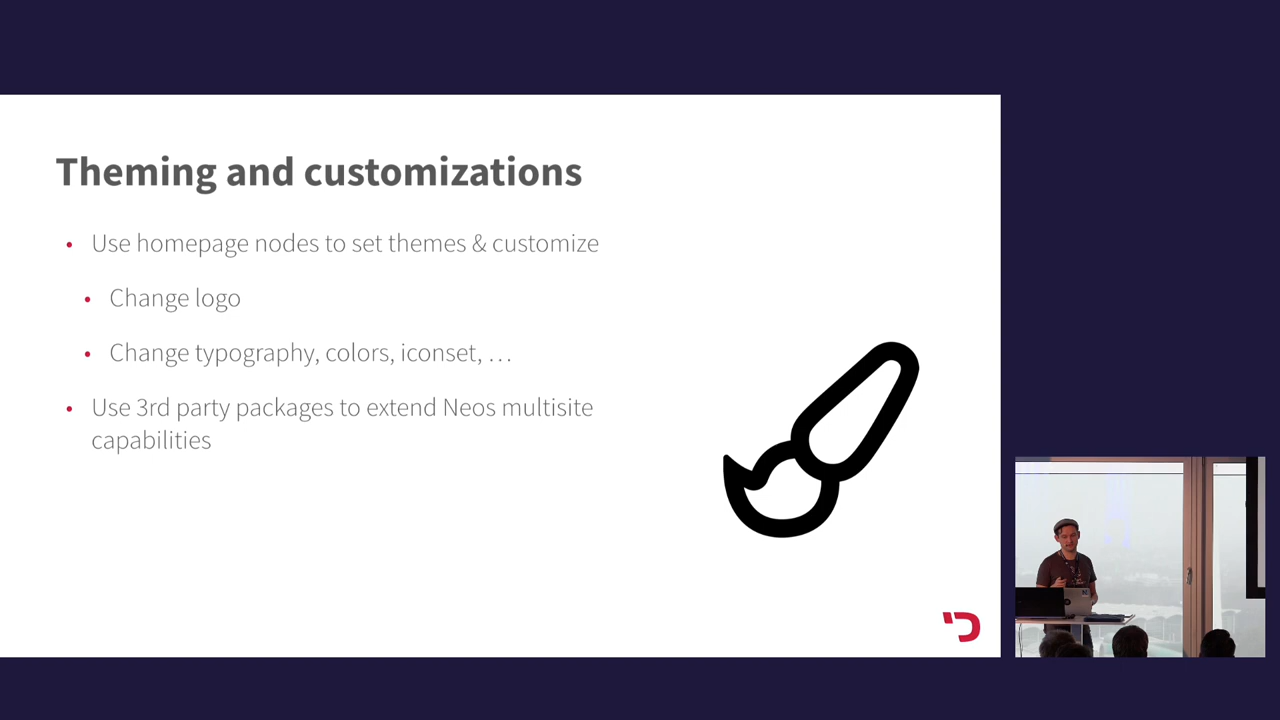 Theming and customizations
• Use homepage nodes to set themes & customize
• Change logo
• Change typography, colors, iconset, …
• Use 3rd party packages to extend Neos multisite
capabilities